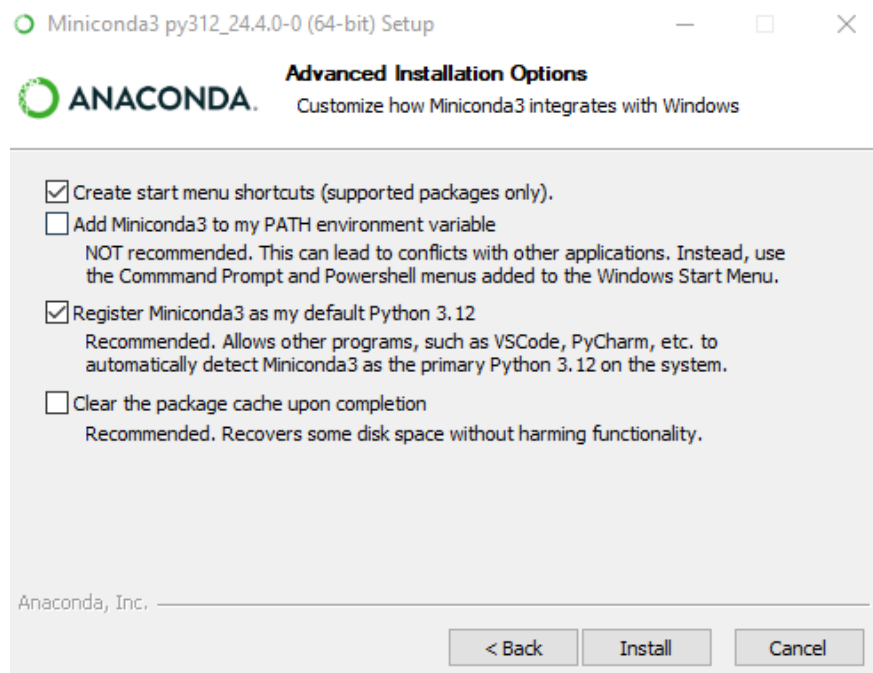 Miniconda3 py312_24.4.0-0 (64-bit) Setup
ANACONDA.
Advanced Installation Options
Customize how Miniconda3 integrates with Windows
Create start menu shortcuts (supported packages only).
Add Miniconda3 to my PATH environment variable
NOT recommended. This can lead to conflicts with other applications. Instead, use
the Commmand Prompt and Powershell menus added to the Windows Start Menu.
Register Miniconda3 as my default Python 3.12
Recommended. Allows other programs, such as VSCode, PyCharm, etc. to
automatically detect Miniconda3 as the primary Python 3.12 on the system.
Clear the package cache upon completion
Recommended. Recovers some disk space without harming functionality.
Anaconda, Inc.
< Back
Install
Cancel